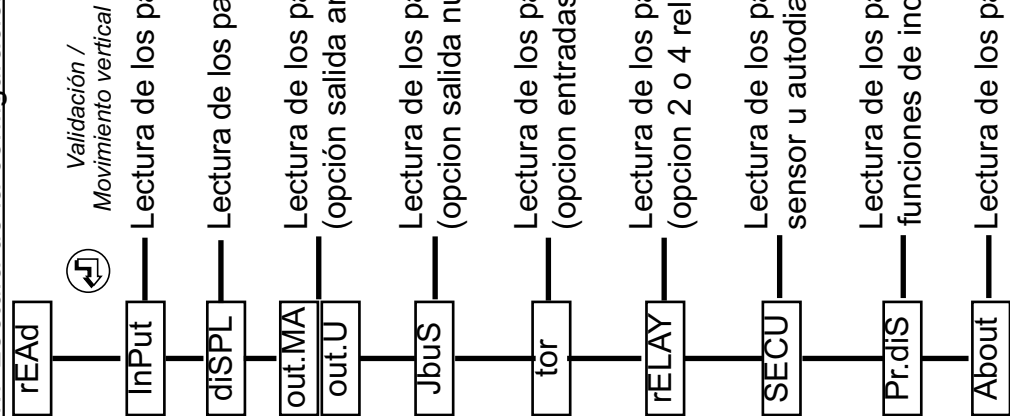 rEAd
Validación /
Movimiento vertical
InPut
Lectura de los pa
diSPL
Lectura de los pa
out.MA
out.U
Lectura de los pa
(opción salida an
JbuS
Lectura de los pa
(opcion salida nu
tor
Lectura de los pa
(opcion entradas
rELAY
Lectura de los pa
(opcion 2 o 4 rel
SECU
Lectura de los pa
sensor u autodia
Pr.diS
Lectura de los pa
funciones de ind
About
Lectura de los pa